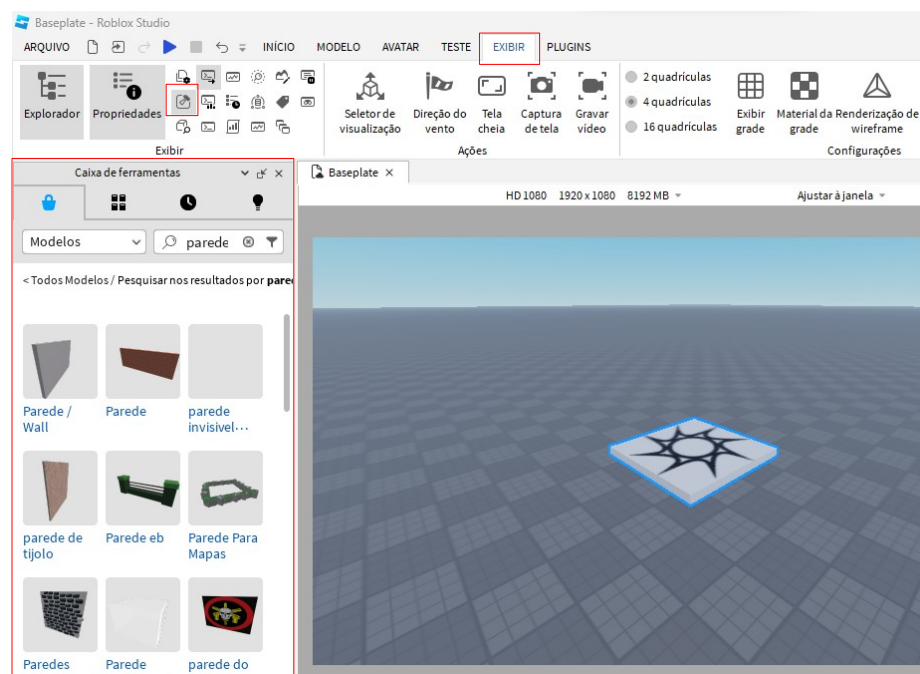 Baseplate - Roblox Studio
ARQUIVO INÍCIO MODELO AVATAR TESTE EXIBIR PLUGINS
Explorador
Propriedades
Exibir
Seletor de visualização
Direção do vento
Tela cheia
Captura de tela
Gravar vídeo
Ações
2 quadrículas
4 quadrículas
16 quadrículas
Exibir grade
Material da grade
Renderização de wireframe
Configurações
Caixa de ferramentas
Baseplate
HD 1080 1920 x 1080 8192 MB
Ajustar à janela
Modelos
parede
< Todos Modelos / Pesquisar nos resultados por pare
Parede / Wall
Parede
parede invisivel...
parede de tijolo
Parede eb
Parede Para Mapas
Paredes
Parede
parede do